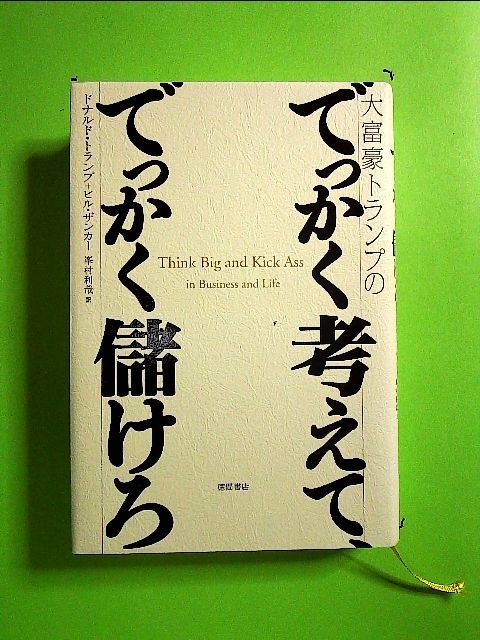 大富豪トランプの
でっかく考えて、
でっかく儲けろ
Think Big and Kick Ass
in Business and Life
ドナルド・トランプ+ビル・ザンカー 峯村利哉 訳
徳間書店